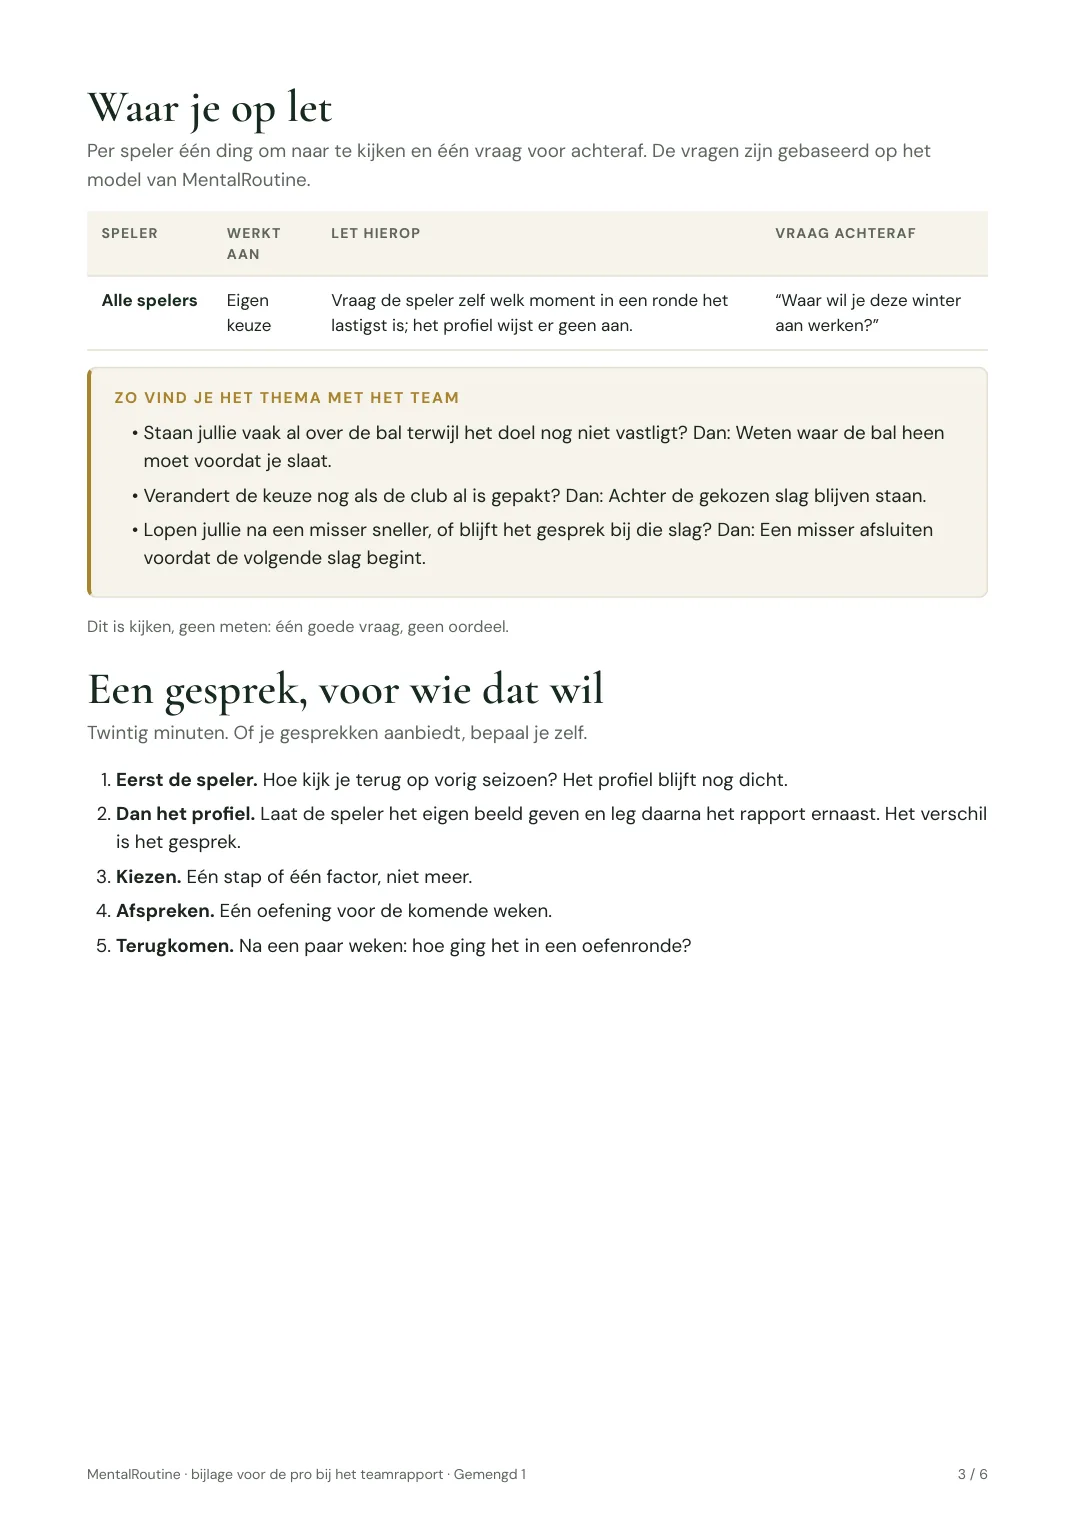 Waar je op let
Per speler één ding om naar te kijken en één vraag voor achteraf. De vragen zijn gebaseerd op het
model van MentalRoutine.
SPELER WERKT AAN LET HIEROP VRAAG ACHTERAF
Alle spelers Eigen keuze Vraag de speler zelf welk moment in een ronde het lastigst is; het profiel wijst er geen aan. “Waar wil je deze winter aan werken?”
ZO VIND JE HET THEMA MET HET TEAM
• Staan jullie vaak al over de bal terwijl het doel nog niet vastligt? Dan: Weten waar de bal heen
moet voordat je slaat.
• Verandert de keuze nog als de club al is gepakt? Dan: Achter de gekozen slag blijven staan.
• Lopen jullie na een misser sneller, of blijft het gesprek bij die slag? Dan: Een misser afsluiten
voordat de volgende slag begint.
Dit is kijken, geen meten: één goede vraag, geen oordeel.
Een gesprek, voor wie dat wil
Twintig minuten. Of je gesprekken aanbiedt, bepaal je zelf.
1. Eerst de speler. Hoe kijk je terug op vorig seizoen? Het profiel blijft nog dicht.
2. Dan het profiel. Laat de speler het eigen beeld geven en leg daarna het rapport ernaast. Het verschil
is het gesprek.
3. Kiezen. Eén stap of één factor, niet meer.
4. Afspreken. Eén oefening voor de komende weken.
5. Terugkomen. Na een paar weken: hoe ging het in een oefenronde?
MentalRoutine · bijlage voor de pro bij het teamrapport · Gemengd 1
3 / 6